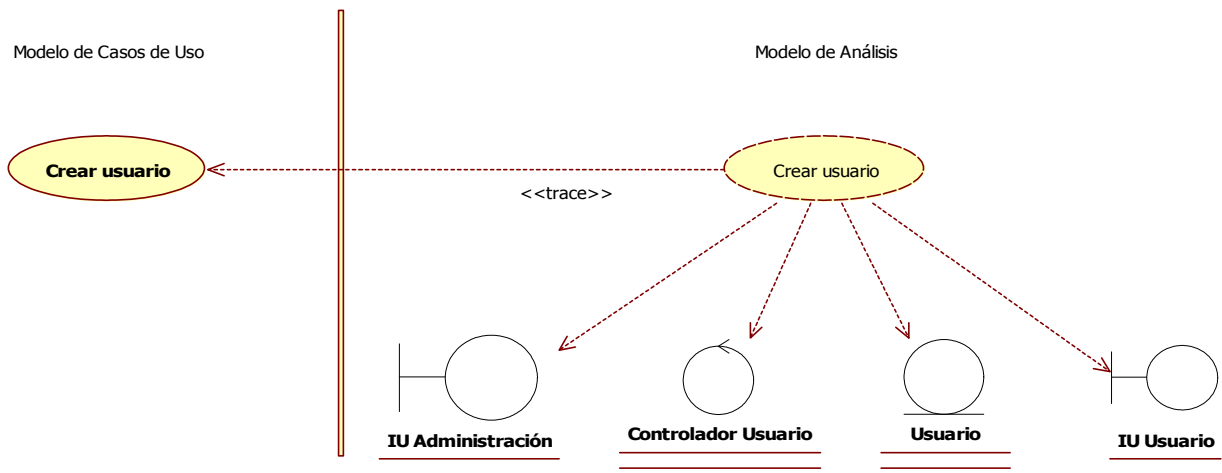 Modelo de Casos de Uso
Modelo de Análisis
Crear usuario
Crear usuario
<<trace>>
IU Administración
Controlador Usuario
Usuario
IU Usuario